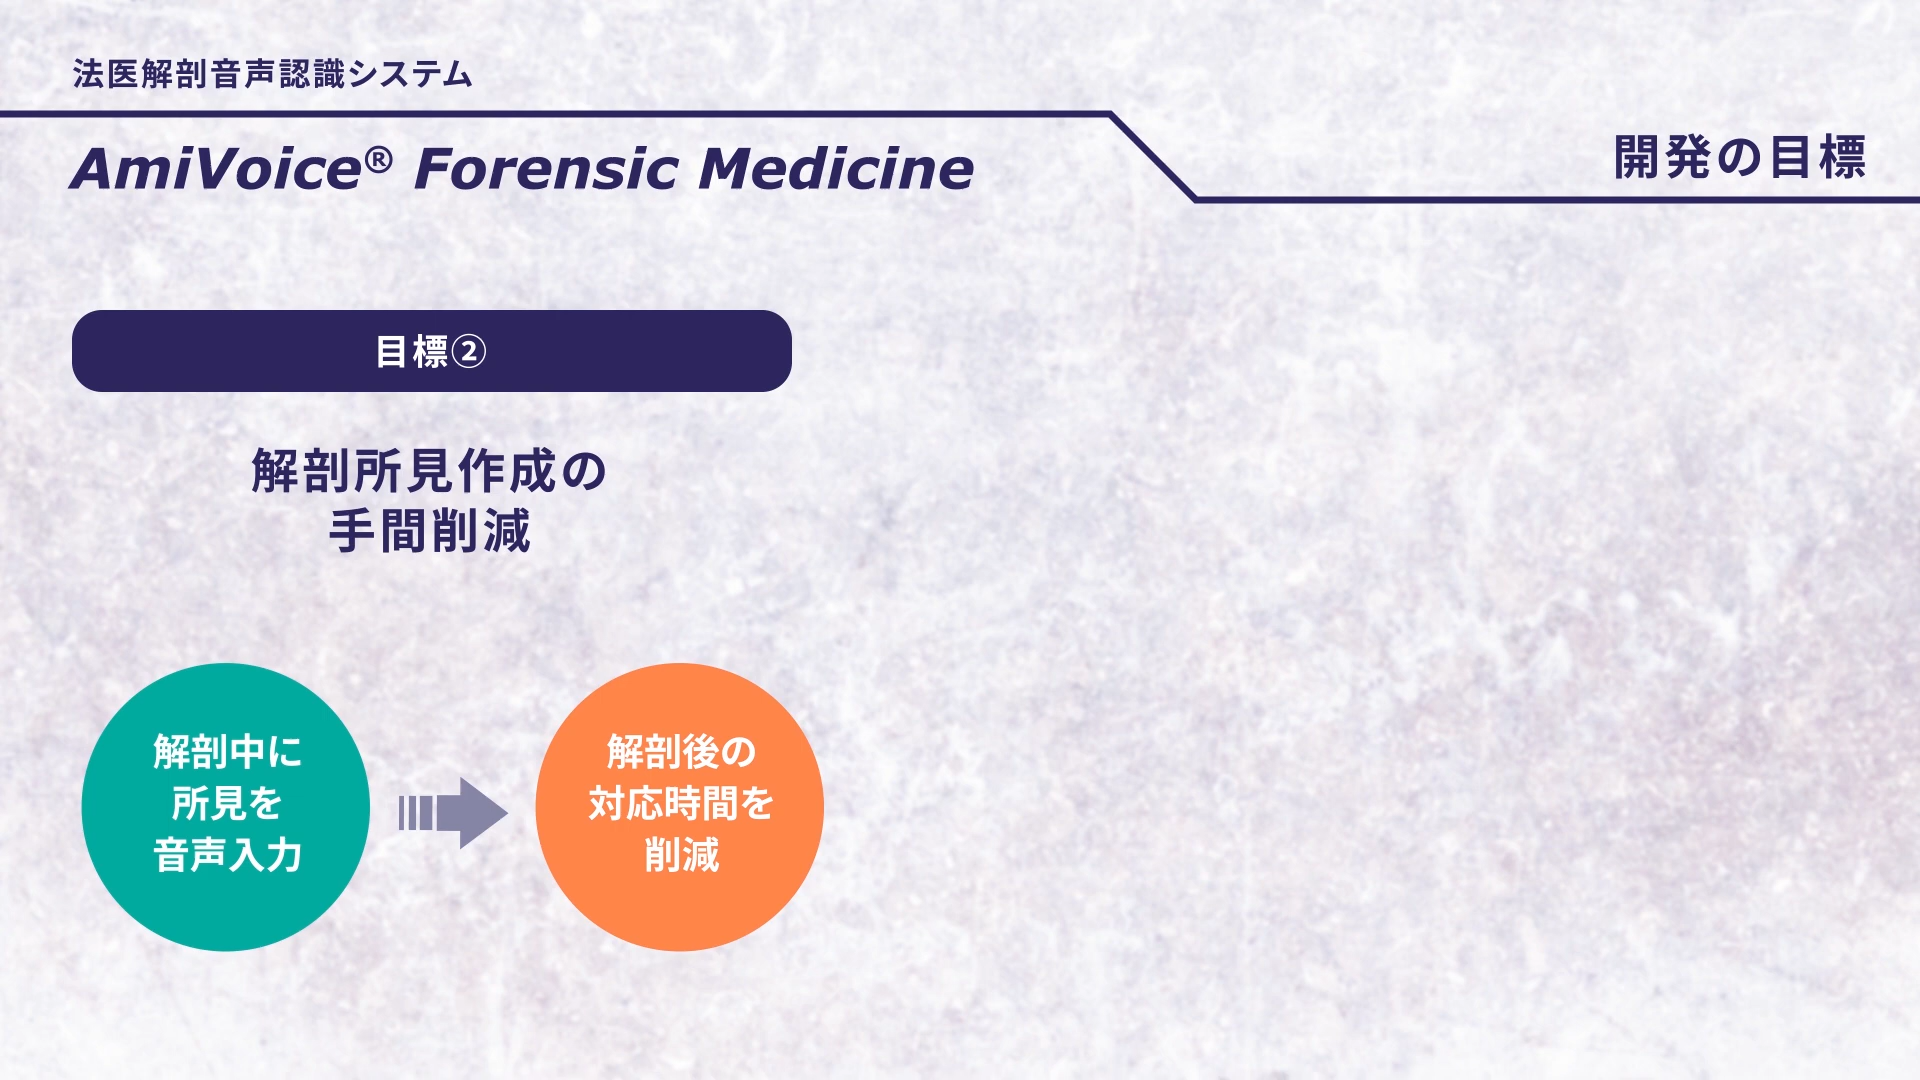 法医解剖音声認識システム
AmiVoice® Forensic Medicine
開発の目標
目標②
解剖所見作成の
手間削減
解剖中に
所見を
音声入力
解剖後の
対応時間を
削減